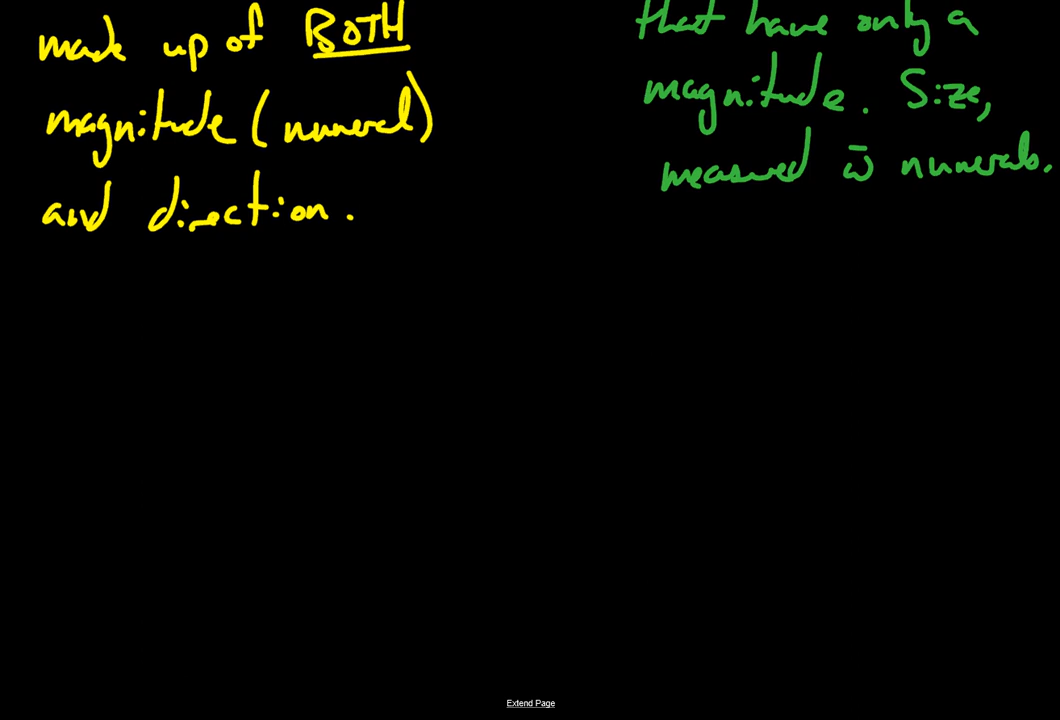 made up of BOTH
magnitude (numeral)
and direction.
that have only a
magnitude. Size,
measured w̄ numerals.
Extend Page